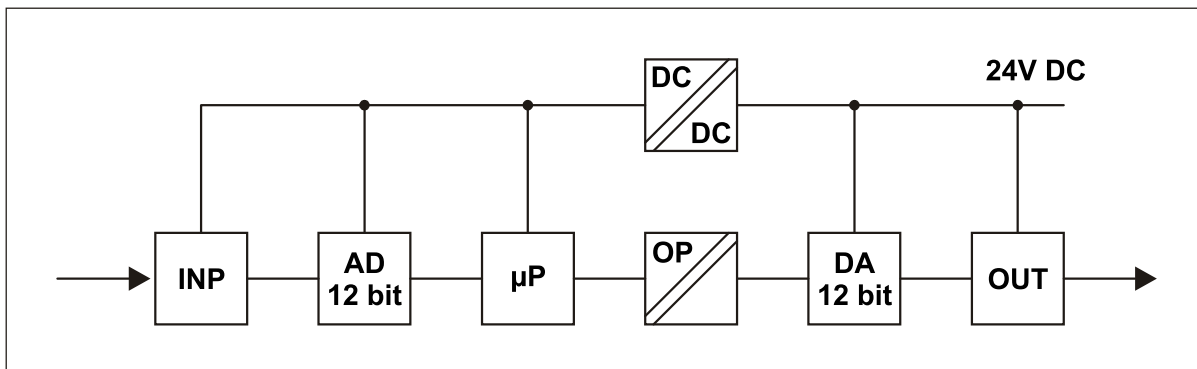 DC
DC
24V DC
INP
AD
12 bit
µP
OP
DA
12 bit
OUT